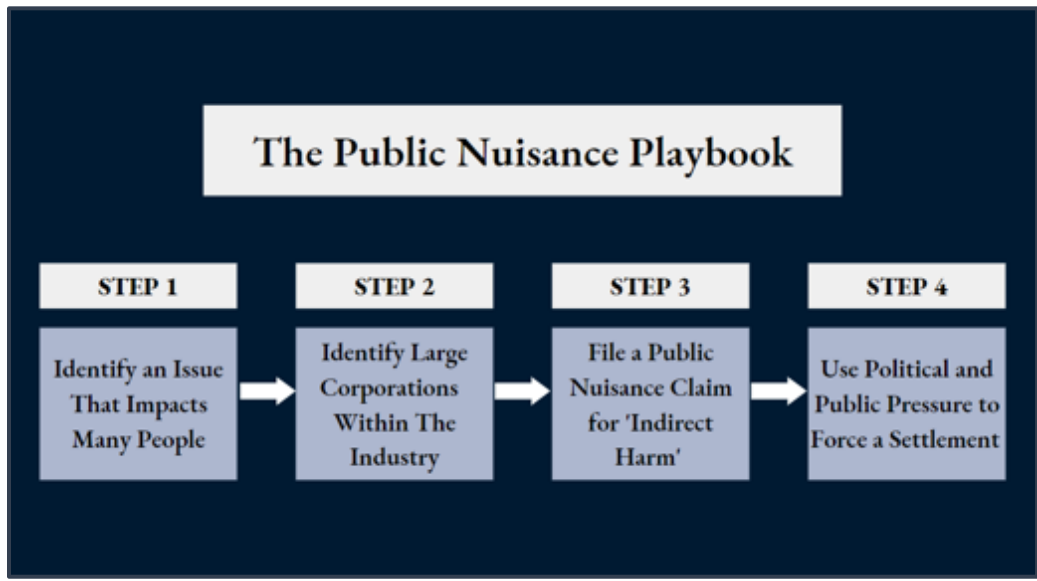 The Public Nuisance Playbook
STEP 1
Identify an Issue
That Impacts
Many People
STEP 2
Identify Large
Corporations
Within The
Industry
STEP 3
File a Public
Nuisance Claim
for 'Indirect
Harm'
STEP 4
Use Political and
Public Pressure to
Force a Settlement